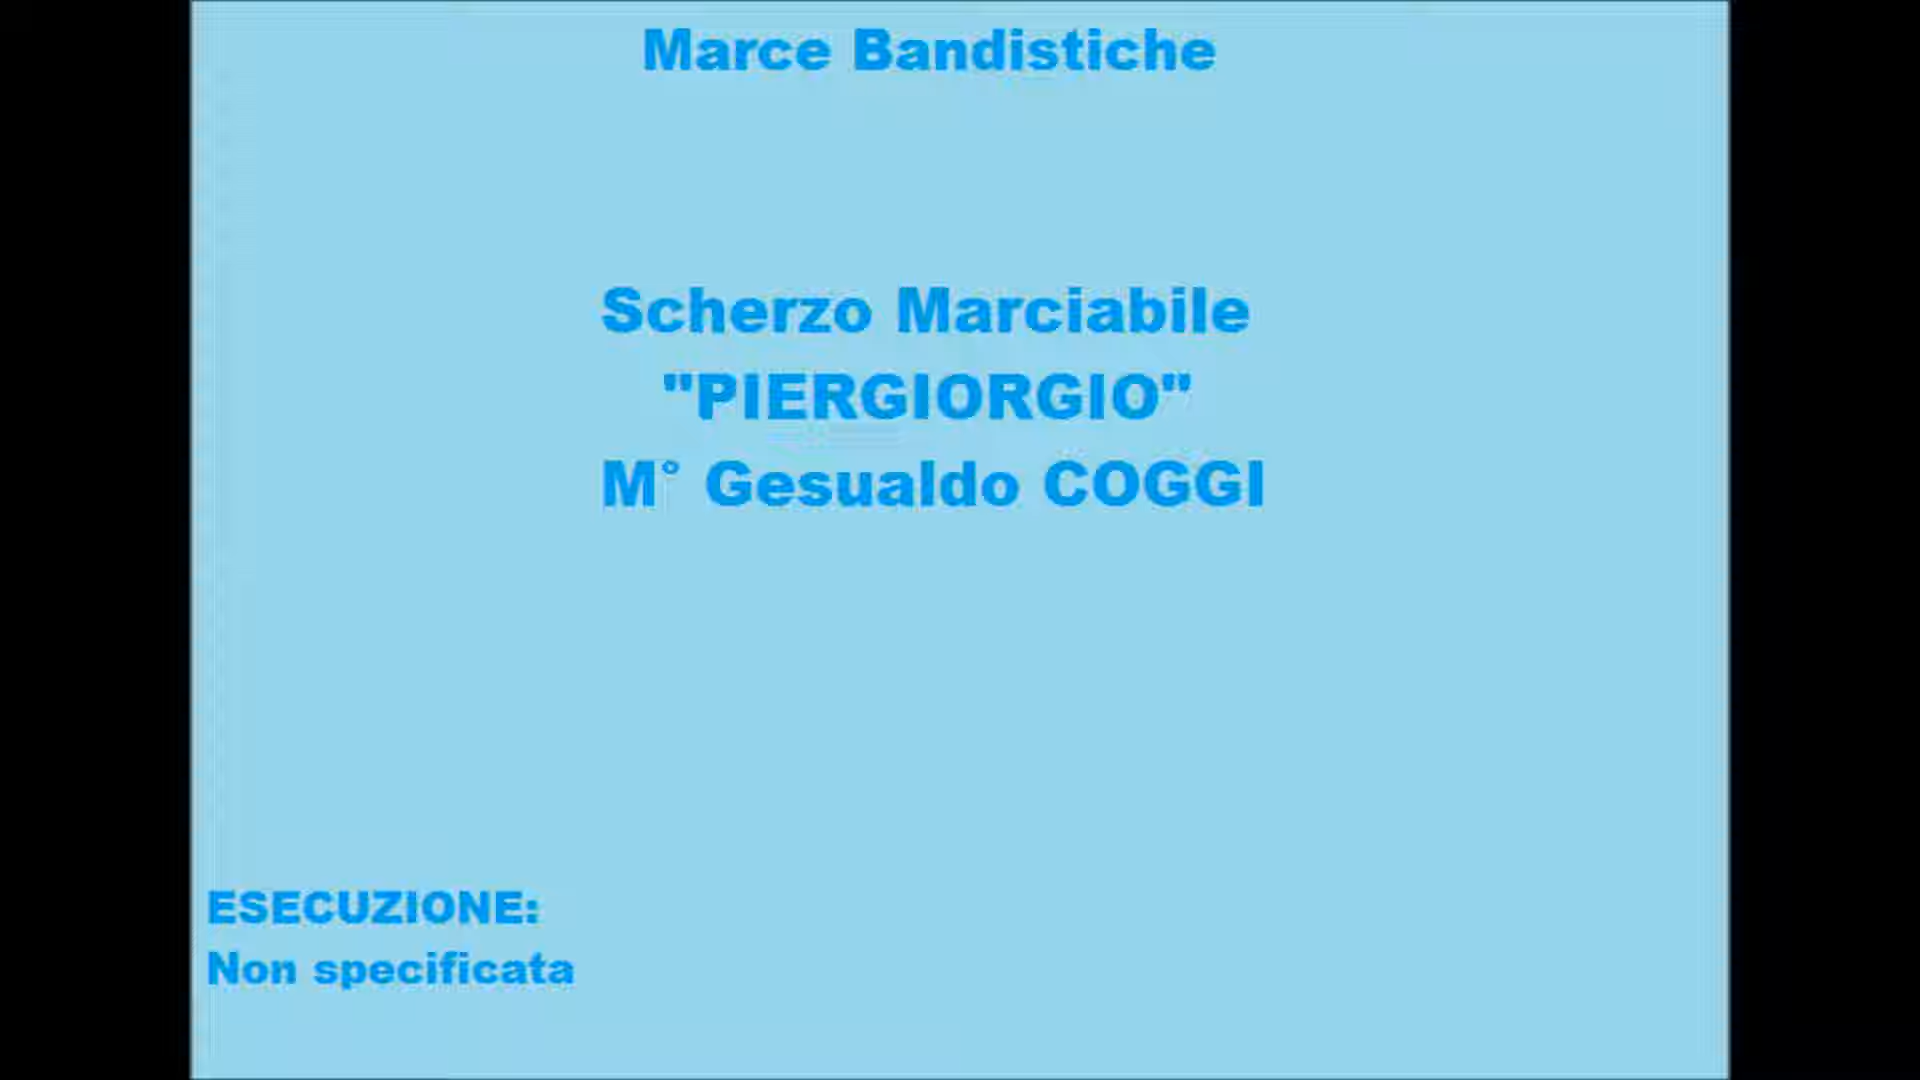 Marce Bandistiche
Scherzo Marciabile
"PIERGIORGIO"
M° Gesualdo COGGI
ESECUZIONE:
Non specificata